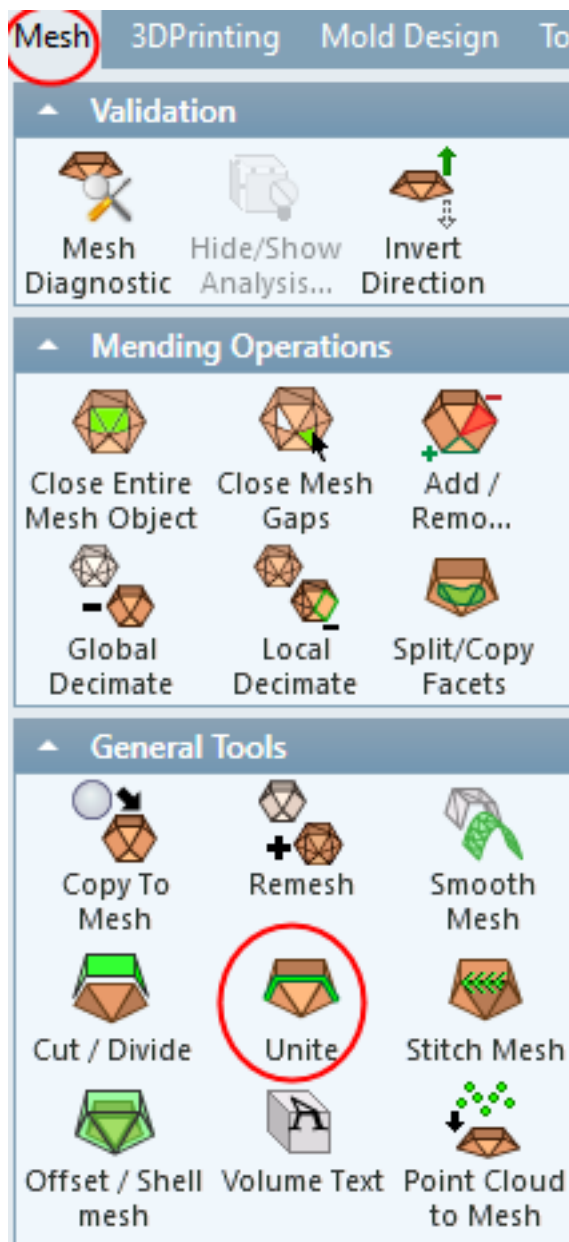 Mesh 3DPrinting Mold Design To
Validation
Mesh Hide/Show Invert
Diagnostic Analysis... Direction
Mending Operations
Close Entire Close Mesh Add /
Mesh Object Gaps Remo...
Global Local Split/Copy
Decimate Decimate Facets
General Tools
Copy To Remesh Smooth
Mesh Mesh
Cut / Divide Unite Stitch Mesh
Offset / Shell Volume Text Point Cloud
mesh to Mesh